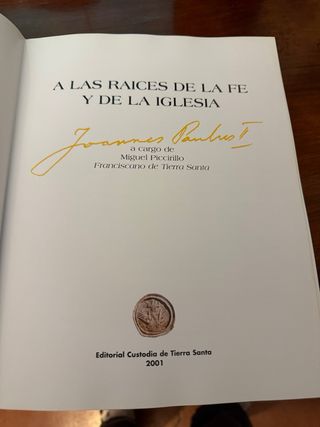 A LAS RAICES DE LA FE
Y DE LA IGLESIA
Joannes Paulus II
a cargo de
Miguel Piccirillo
Franciscano de Tierra Santa
Editorial Custodia de Tierra Santa
2001